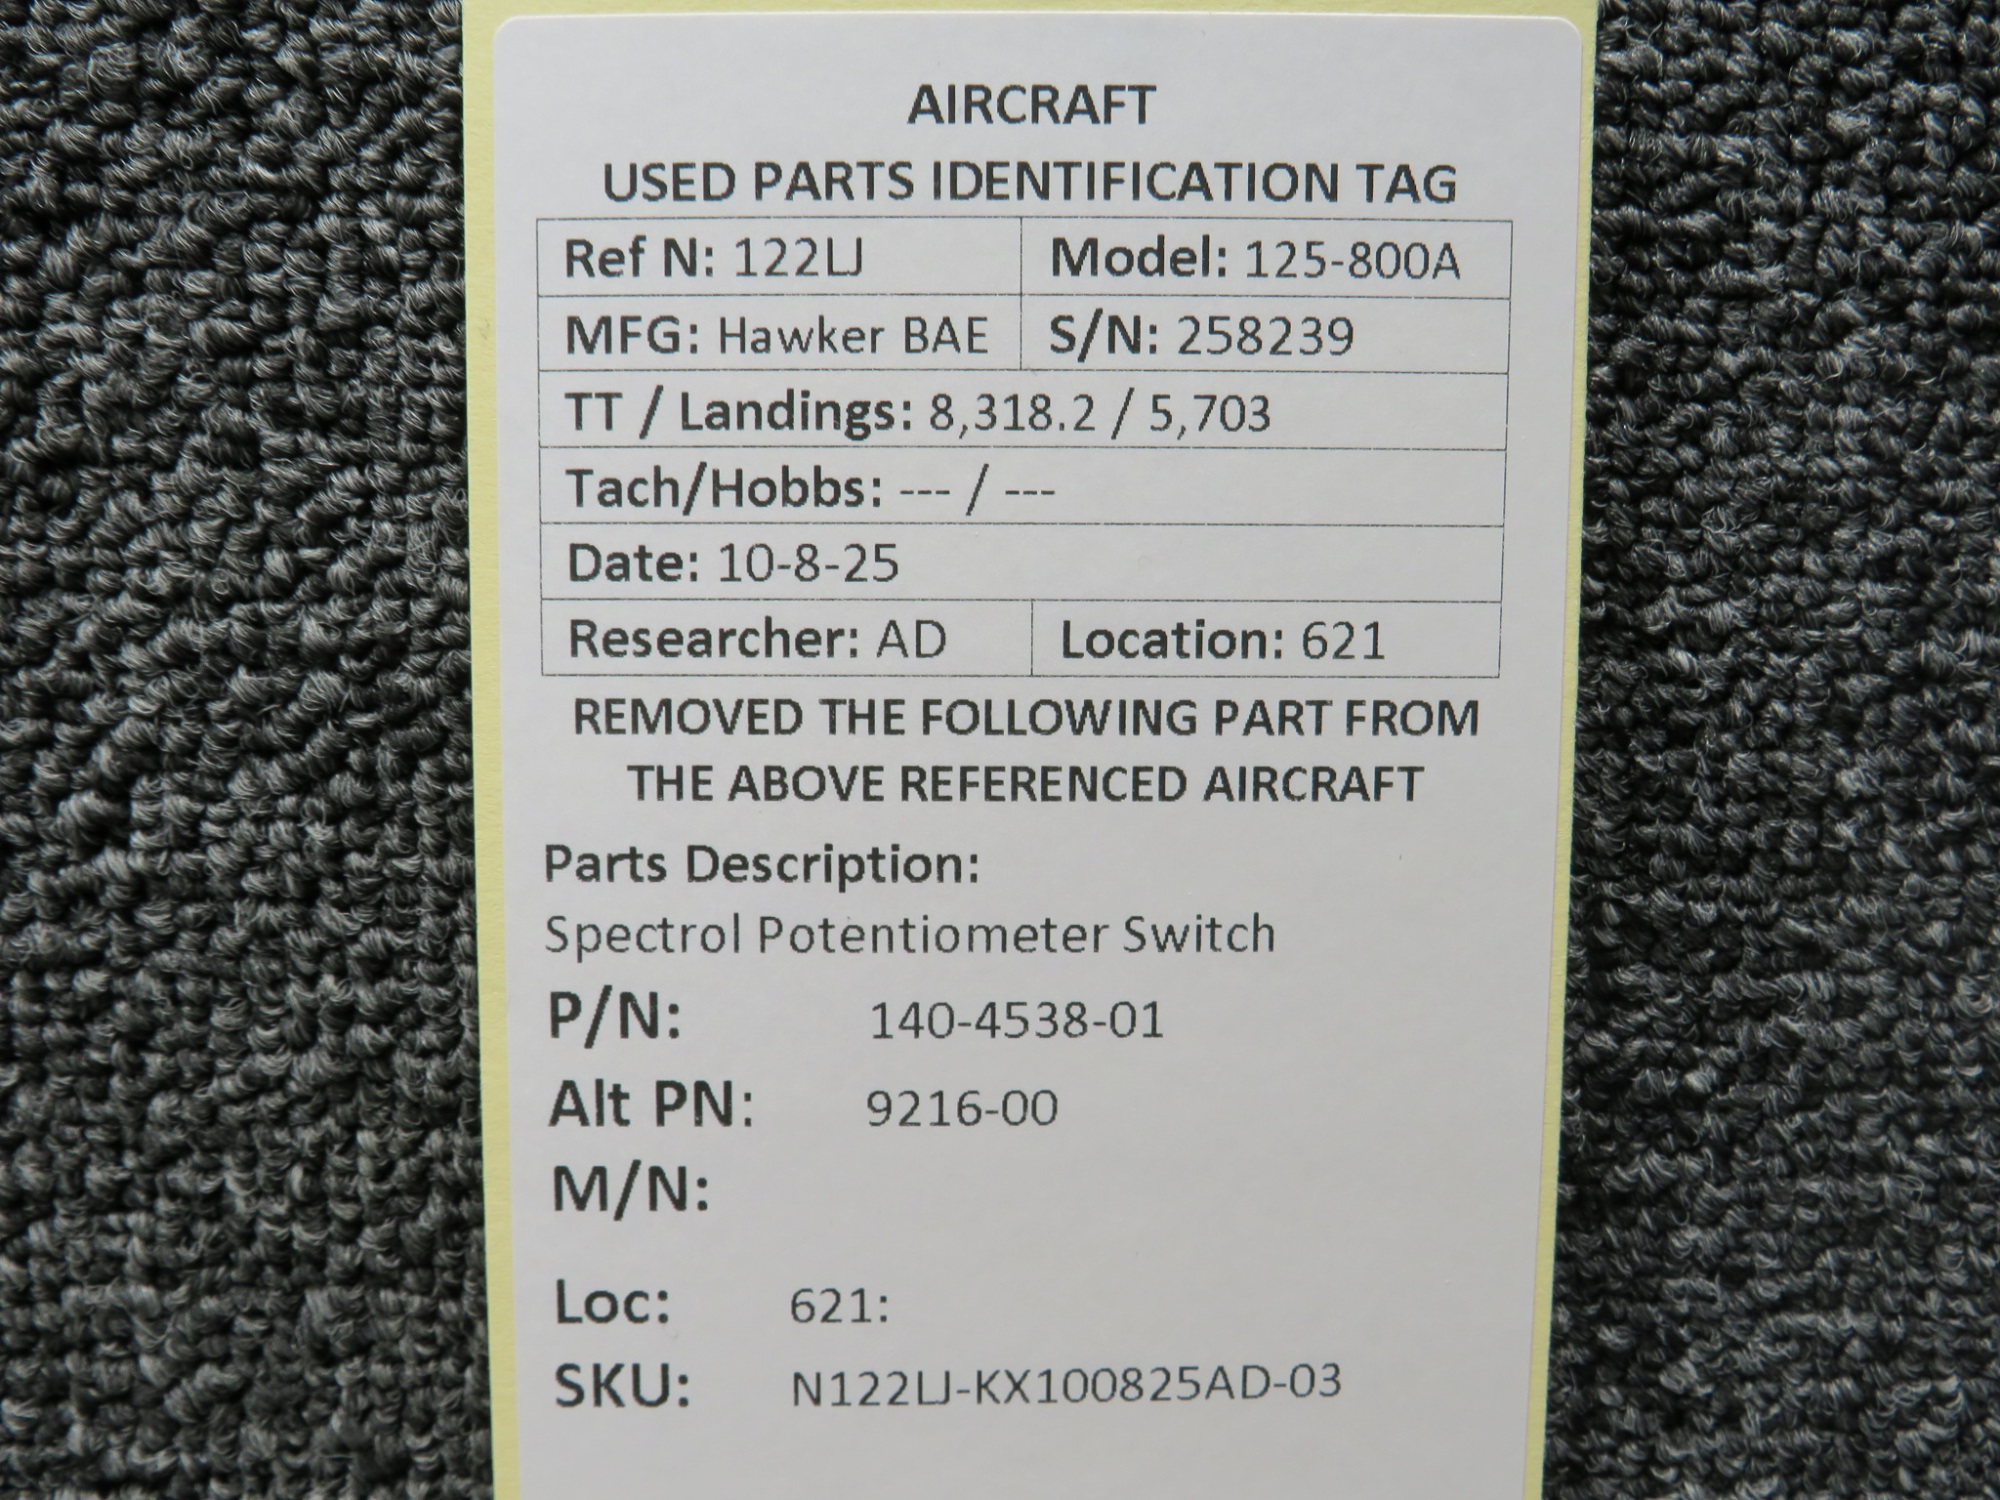 AIRCRAFT
USED PARTS IDENTIFICATION TAG
Ref N: 122LJ Model: 125-800A
MFG: Hawker BAE S/N: 258239
TT / Landings: 8,318.2 / 5,703
Tach/Hobbs: --- / ---
Date: 10-8-25
Researcher: AD Location: 621
REMOVED THE FOLLOWING PART FROM
THE ABOVE REFERENCED AIRCRAFT
Parts Description:
Spectrol Potentiometer Switch
P/N: 140-4538-01
Alt PN: 9216-00
M/N:
Loc: 621:
SKU: N122LJ-KX100825AD-03